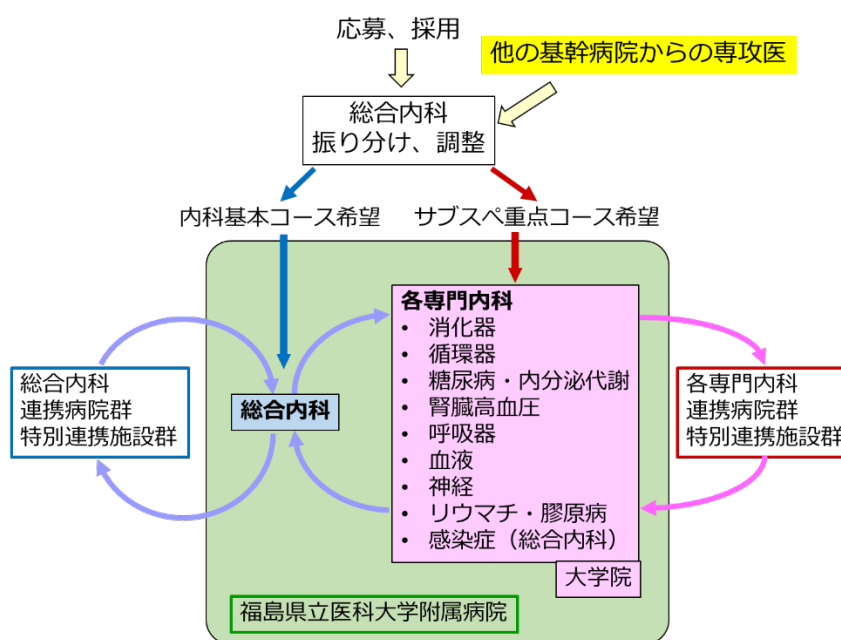 応募、採用
他の基幹病院からの専攻医
総合内科
振り分け、調整
内科基本コース希望
サブスペ重点コース希望
各専門内科
• 消化器
• 循環器
• 糖尿病・内分泌代謝
• 腎臓高血圧
• 呼吸器
• 血液
• 神経
• リウマチ・膠原病
• 感染症（総合内科）
総合内科
連携病院群
特別連携施設群
総合内科
各専門内科
連携病院群
特別連携施設群
大学院
福島県立医科大学附属病院